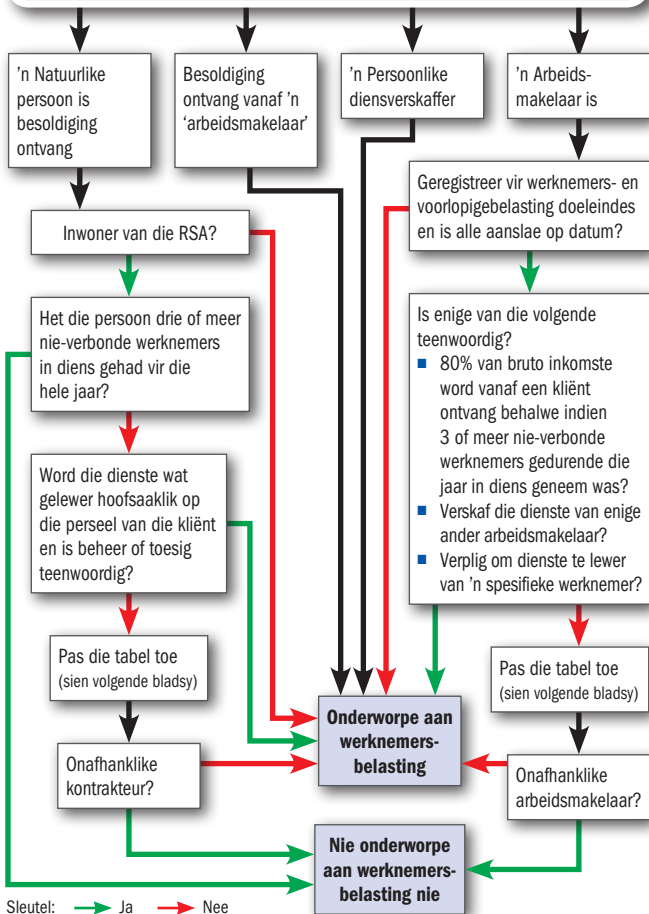 'n Natuurlike
persoon is
besoldiging
ontvang
Besoldiging
ontvang vanaf 'n
'arbeidsmakelaar'
'n Persoonlike
diensverskaffer
'n Arbeids-
makelaar is
Inwoner van die RSA?
Geregistreer vir werknemers- en
voorlopigebelasting doeleindes
en is alle aanslae op datum?
Het die persoon drie of meer
nie-verbonde werknemers
in diens gehad vir die
hele jaar?
Is enige van die volgende
teenwoordig?
■ 80% van bruto inkomste
word vanaf een kliënt
ontvang behalwe indien
3 of meer nie-verbonde
werknemers gedurende die
jaar in diens geneem was?
■ Verskaf die dienste van enige
ander arbeidsmakelaar?
■ Verplig om dienste te lewer
van 'n spesifieke werknemer?
Word die dienste wat
gelewer hoofsaaklik op
die perseel van die kliënt
en is beheer of toesig
teenwoordig?
Pas die tabel toe
(sien volgende bladsy)
Pas die tabel toe
(sien volgende bladsy)
Onderworpe aan
werknemers-
belasting
Onafhanklike
kontrakteur?
Onafhanklike
arbeidsmakelaar?
Nie onderworpe
aan werknemers-
belasting nie
Sleutel: Ja Nee